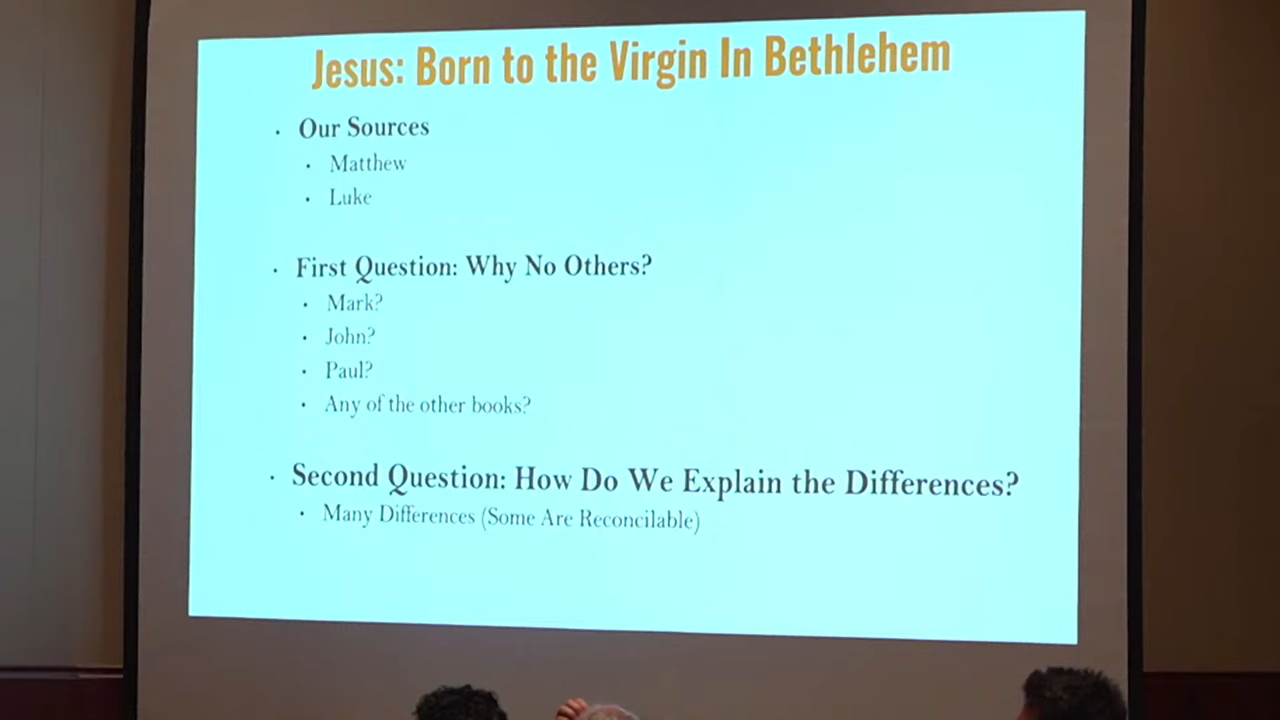 Jesus: Born to the Virgin In Bethlehem
• Our Sources
• Matthew
• Luke
• First Question: Why No Others?
• Mark?
• John?
• Paul?
• Any of the other books?
• Second Question: How Do We Explain the Differences?
• Many Differences (Some Are Reconcilable)